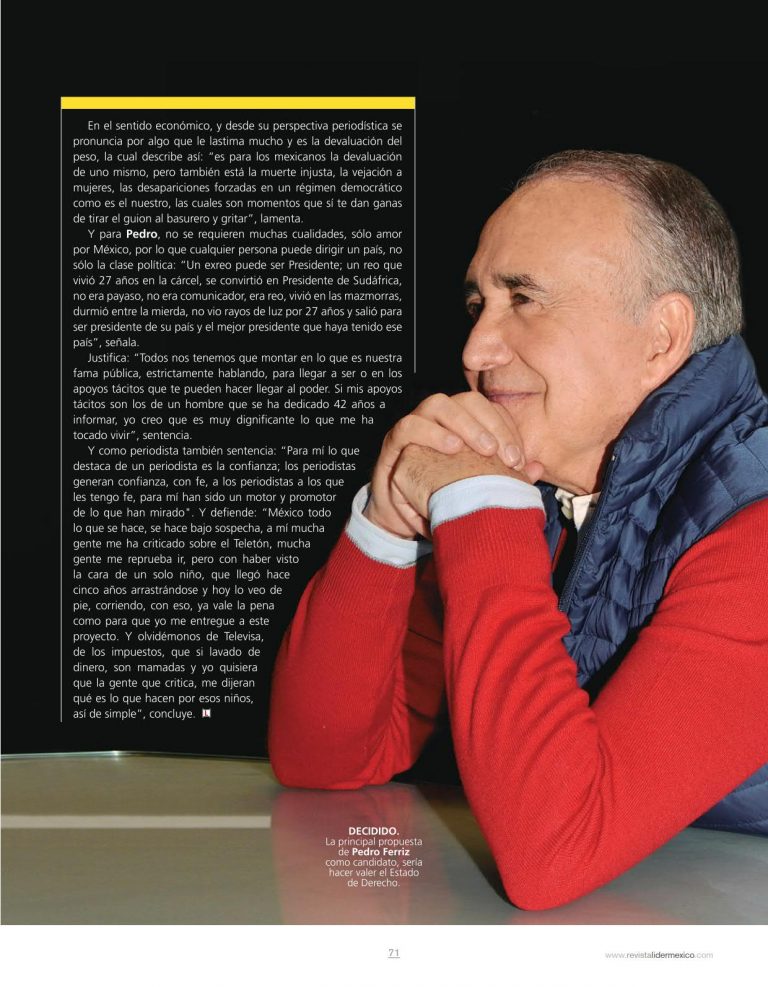 En el sentido económico, y desde su perspectiva periodística se
pronuncia por algo que le lastima mucho y es la devaluación del
peso, la cual describe así: “es para los mexicanos la devaluación
de uno mismo, pero también está la muerte injusta, la vejación a
mujeres, las desapariciones forzadas en un régimen democrático
como es el nuestro, las cuales son momentos que sí te dan ganas
de tirar el guion al basurero y gritar”, lamenta.
Y para Pedro, no se requieren muchas cualidades, sólo amor
por México, por lo que cualquier persona puede dirigir un país, no
sólo la clase política: “Un exreo puede ser Presidente; un reo que
vivió 27 años en la cárcel, se convirtió en Presidente de Sudáfrica,
no era payaso, no era comunicador, era reo, vivió en las mazmorras,
durmió entre la mierda, no vio rayos de luz por 27 años y salió para
ser presidente de su país y el mejor presidente que haya tenido ese
país”, señala.
Justifica: “Todos nos tenemos que montar en lo que es nuestra
fama pública, estrictamente hablando, para llegar a ser o en los
apoyos tácitos que te pueden hacer llegar al poder. Si mis apoyos
tácitos son los de un hombre que se ha dedicado 42 años a
informar, yo creo que es muy dignificante lo que me ha
tocado vivir”, sentencia.
Y como periodista también sentencia: “Para mí lo que
destaca de un periodista es la confianza; los periodistas
generan confianza, con fe, a los periodistas a los que
les tengo fe, para mí han sido un motor y promotor
de lo que han mirado". Y defiende: “México todo
lo que se hace, se hace bajo sospecha, a mí mucha
gente me ha criticado sobre el Teletón, mucha
gente me reprueba ir, pero con haber visto
la cara de un solo niño, que llegó hace
cinco años arrastrándose y hoy lo veo de
pie, corriendo, con eso, ya vale la pena
como para que yo me entregue a este
proyecto. Y olvidémonos de Televisa,
de los impuestos, que si lavado de
dinero, son mamadas y yo quisiera
que la gente que critica, me dijeran
qué es lo que hacen por esos niños,
así de simple”, concluye. L
DECIDIDO.
La principal propuesta
de Pedro Ferriz
como candidato, sería
hacer valer el Estado
de Derecho.
71
www.revistalidermexico.com